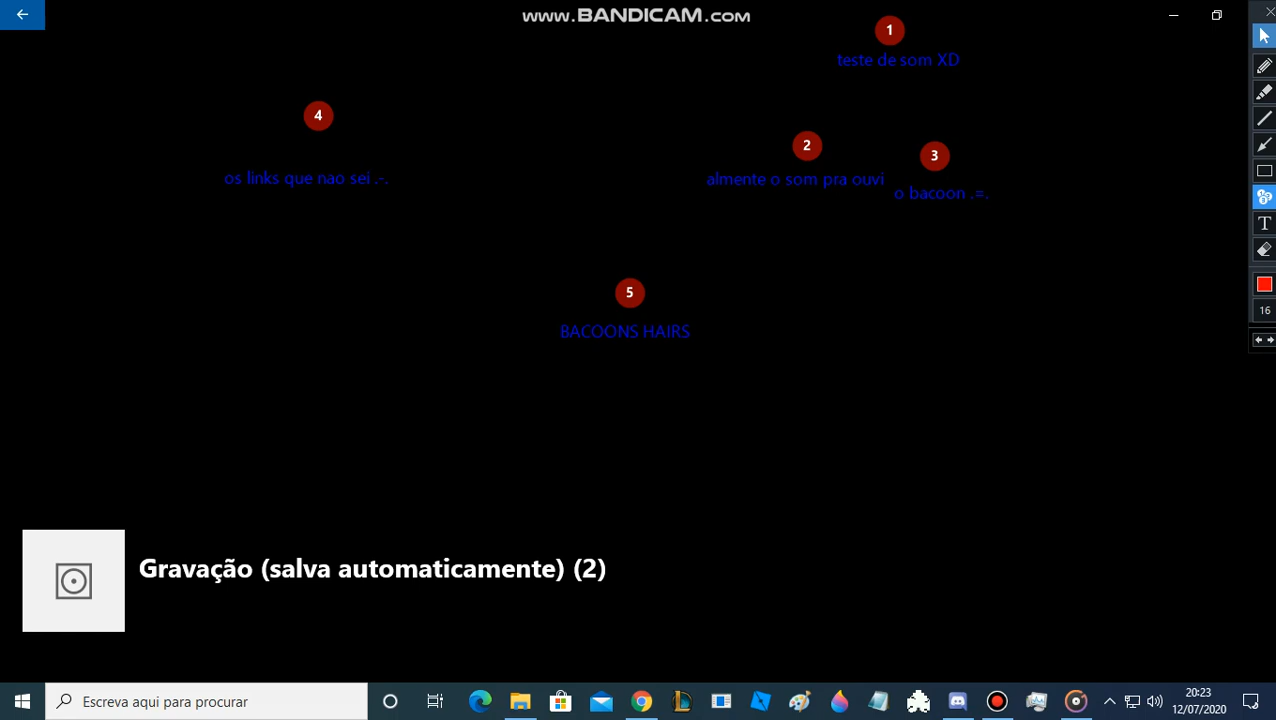 www.BANDICAM.com
1
teste de som XD
4
os links que nao sei .-.
2
almente o som pra ouvi
3
o bacoon .=.
5
BACOONS HAIRS
T
16
Gravação (salva automaticamente) (2)
Escreva aqui para procurar
20:23
12/07/2020